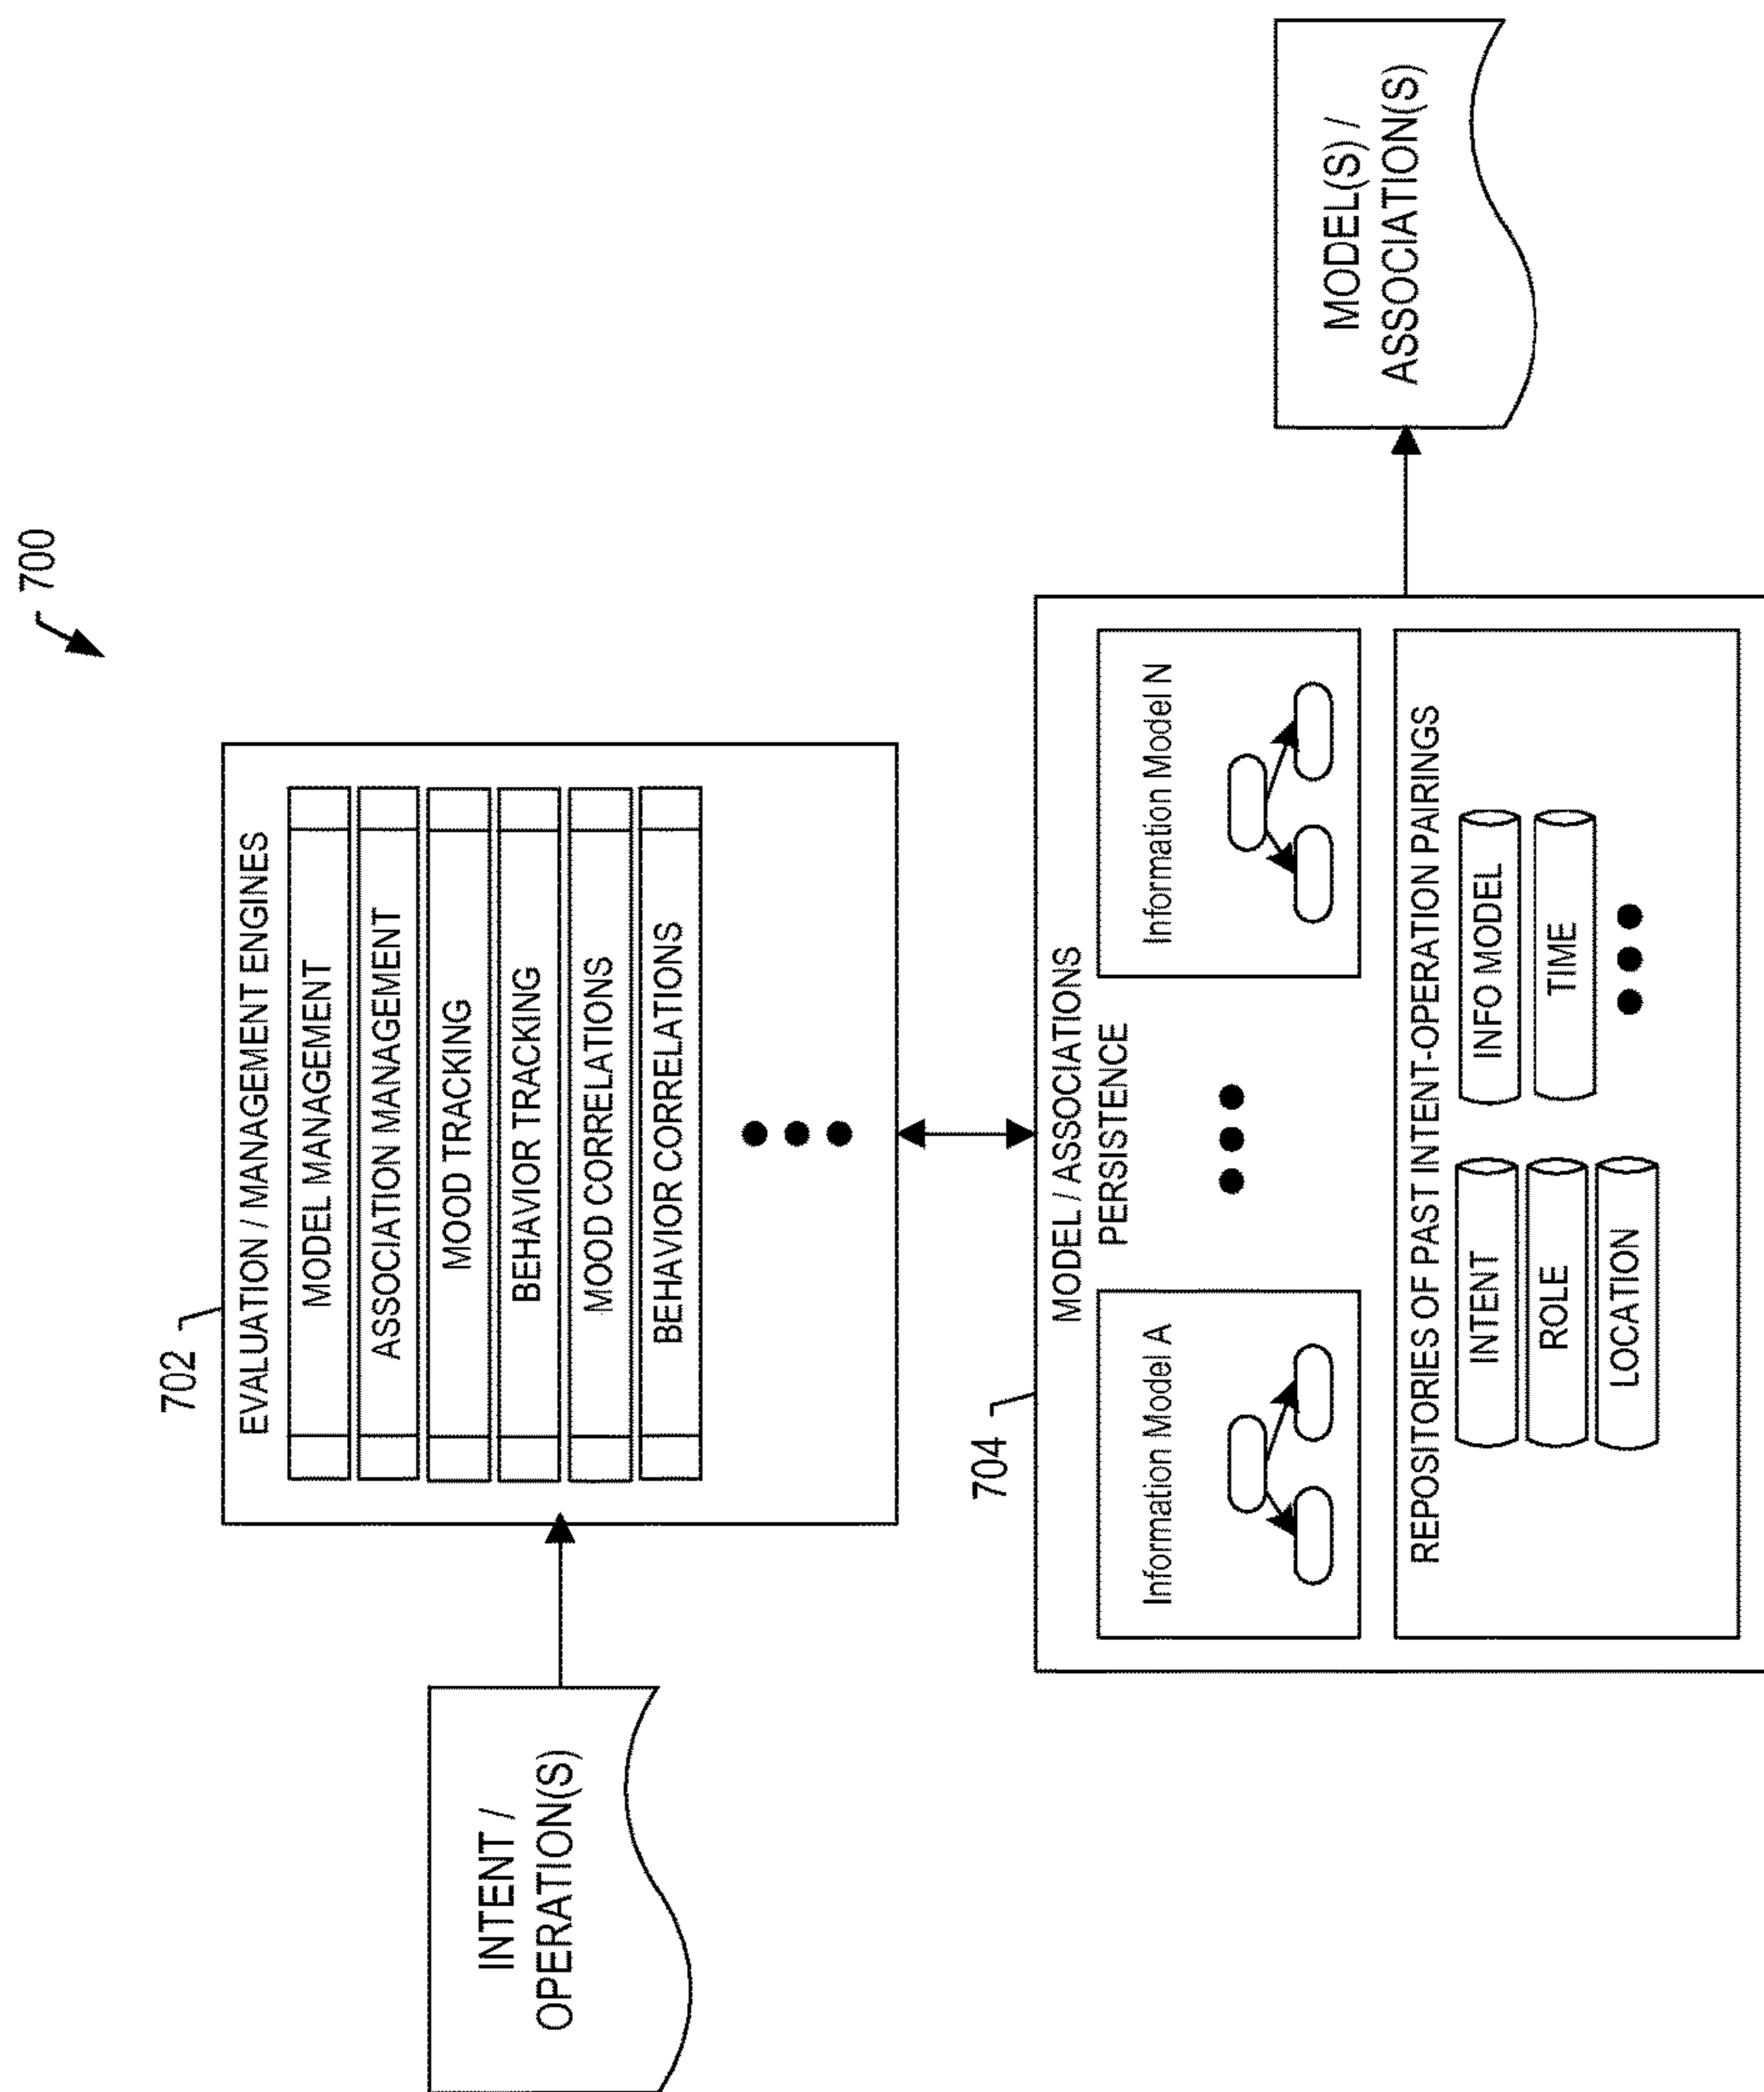 700
702
EVALUATION / MANAGEMENT ENGINES
MODEL MANAGEMENT
ASSOCIATION MANAGEMENT
MOOD TRACKING
BEHAVIOR TRACKING
MOOD CORRELATIONS
BEHAVIOR CORRELATIONS
INTENT /
OPERATION(S)
704
MODEL / ASSOCIATIONS
PERSISTENCE
Information Model A
Information Model N
REPOSITORIES OF PAST INTENT-OPERATION PAIRINGS
INTENT
ROLE
LOCATION
INFO MODEL
TIME
MODEL(S) /
ASSOCIATION(S)